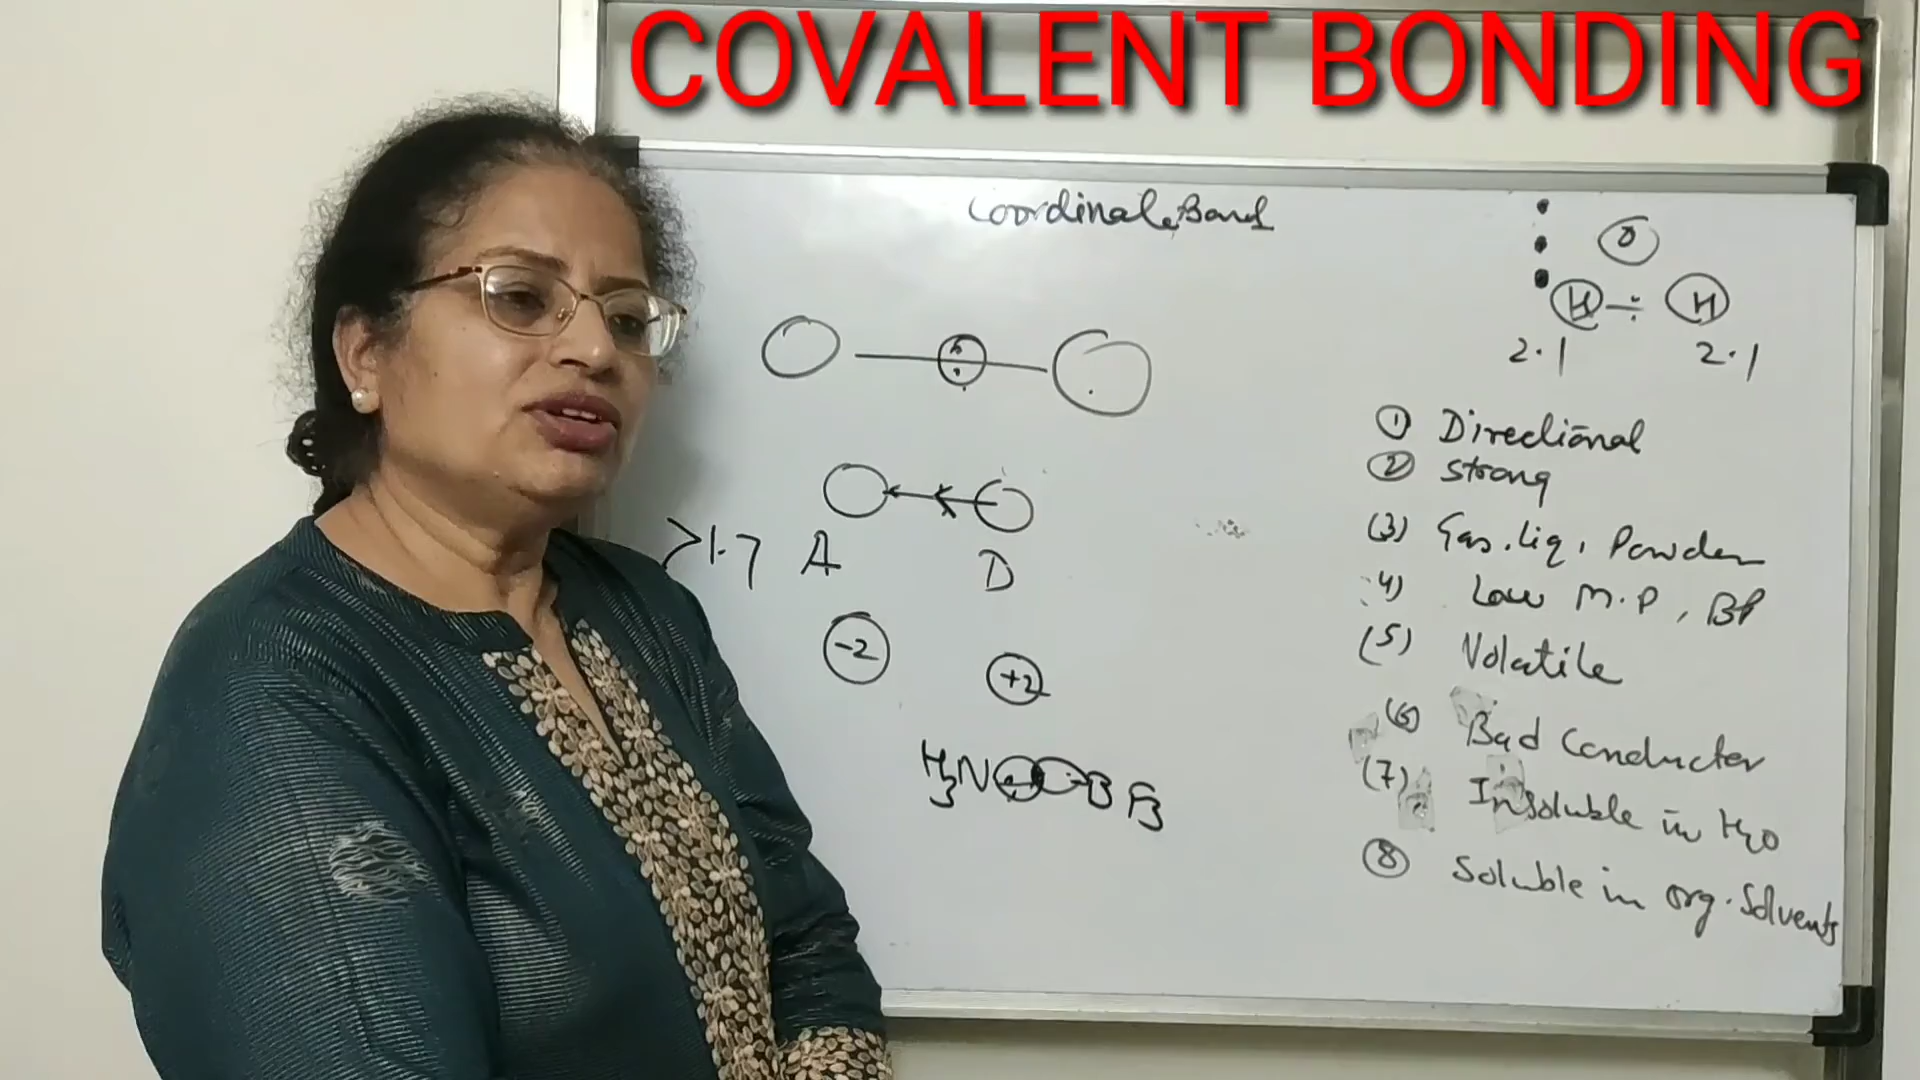 COVALENT BONDING
Coordinate Bond
O
H ÷ H
2.1 2.1
>1.7 A D
-2 +2
H3N BF3
① Directional
② Strong
(3) Gas, Liq, Powder
4) Low M.P, BP
(5) Volatile
(6) Bad Conductor
(7) Insoluble in H2O
⑧ Soluble in org. Solvents